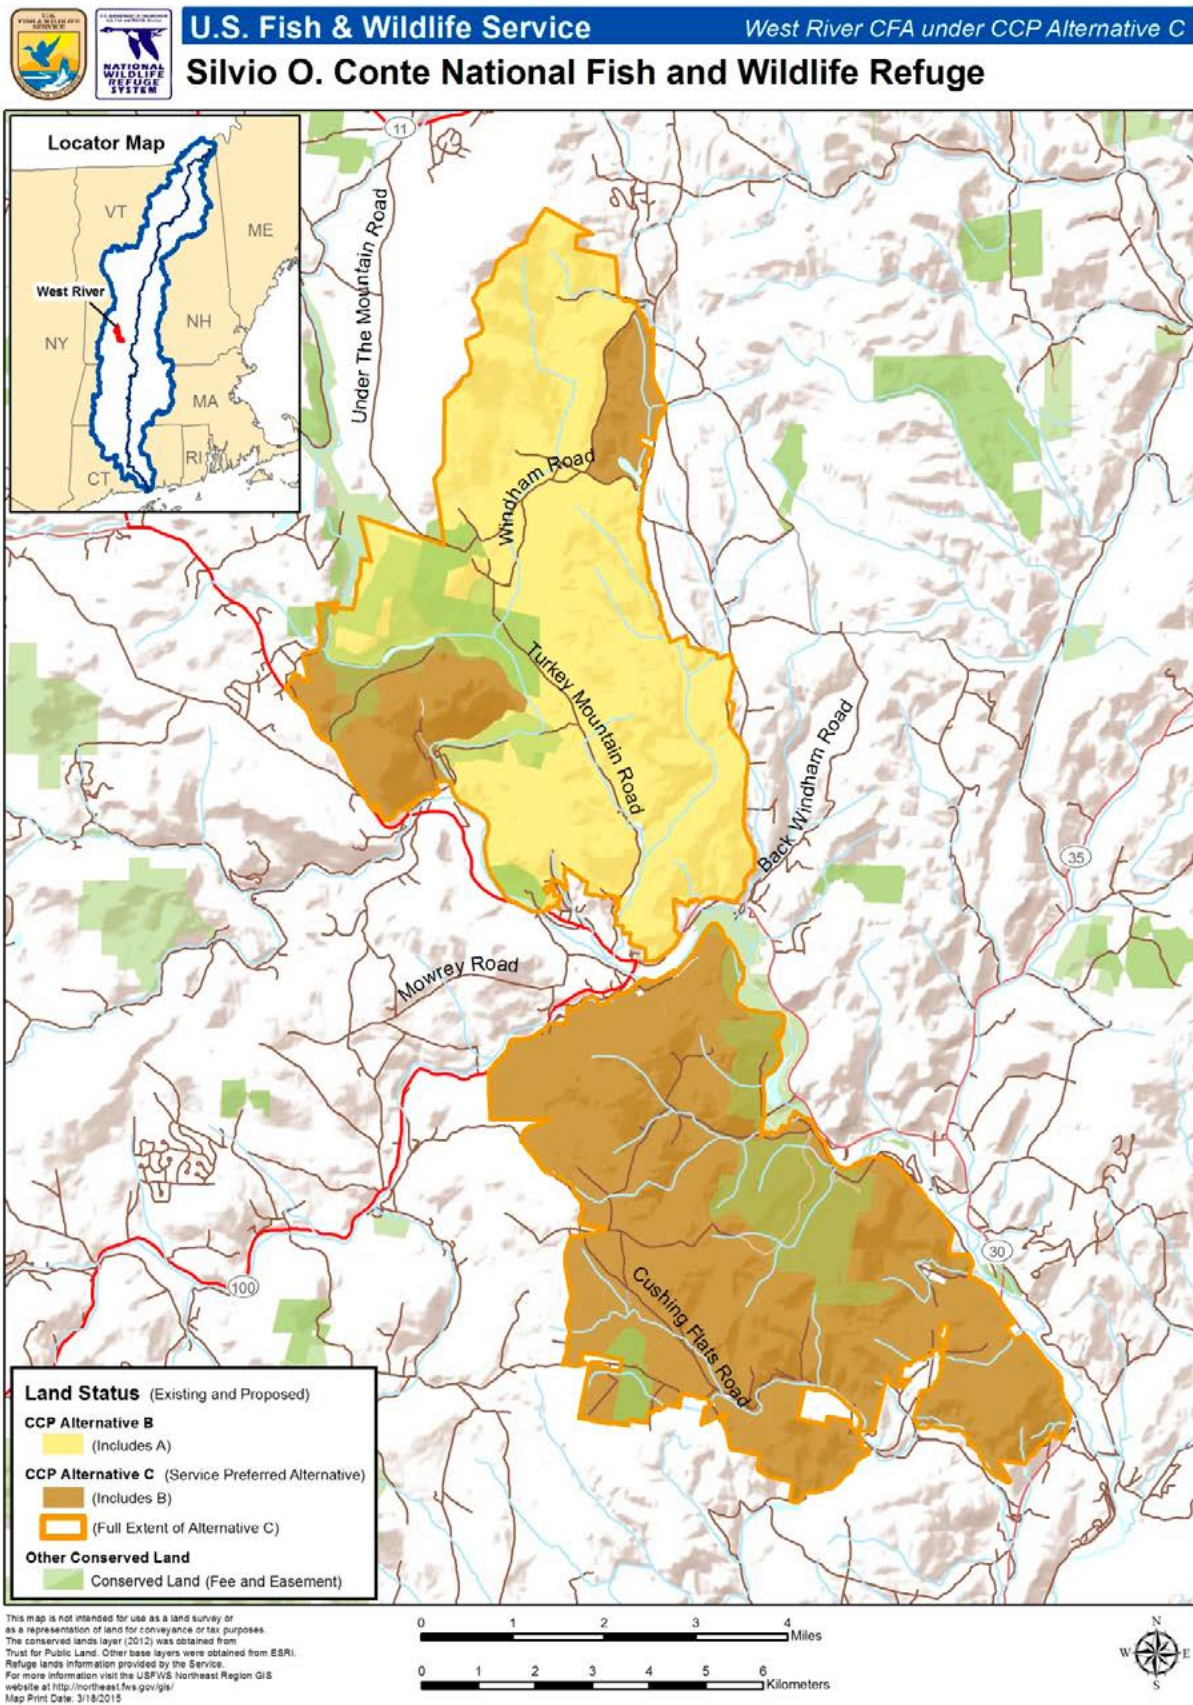 U.S.
FISH & WILDLIFE
SERVICE
NATIONAL
WILDLIFE
REFUGE
SYSTEM
U.S. Fish & Wildlife Service
West River CFA under CCP Alternative C
Silvio O. Conte National Fish and Wildlife Refuge
Locator Map
VT
ME
West River
NY
NH
MA
CT
RI
11
Under The Mountain Road
Windham Road
Turkey Mountain Road
Back Windham Road
35
Mowrey Road
30
100
Cushing Flats Road
Land Status (Existing and Proposed)
CCP Alternative B
(Includes A)
CCP Alternative C (Service Preferred Alternative)
(Includes B)
(Full Extent of Alternative C)
Other Conserved Land
Conserved Land (Fee and Easement)
This map is not intended for use as a land survey or
as a representation of land for conveyance or tax purposes.
The conserved lands layer (2012) was obtained from
Trust for Public Land. Other base layers were obtained from ESRI.
Refuge lands information provided by the Service.
For more information visit the USFWS Northeast Region GIS
website at http://northeast.fws.gov/gis/
Map Print Date: 3/18/2015
0 1 2 3 4
Miles
0 1 2 3 4 5 6
Kilometers
N
W E
S